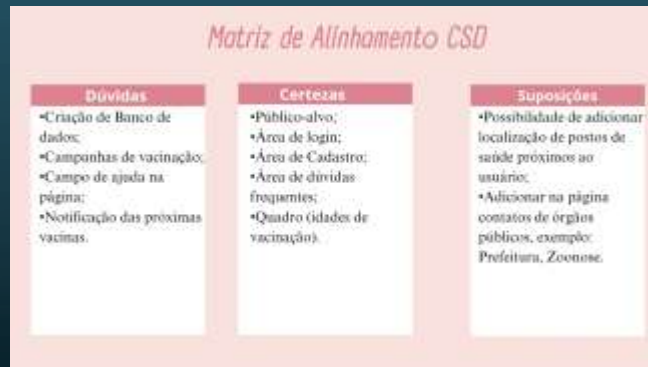 Matriz de Alinhamento CSD
Dúvidas
•Criação de Banco de
dados;
•Campanhas de vacinação;
•Campo de ajuda na
página;
•Notificação das próximas
vacinas.
Certezas
•Público-alvo;
•Área de login;
•Área de Cadastro;
•Área de dúvidas
frequentes;
•Quadro (idades de
vacinação).
Suposições
•Possibilidade de adicionar
localização de postos de
saúde próximos ao
usuário;
•Adicionar na página
contatos de órgãos
públicos, exemplo:
Prefeitura, Zoonose.